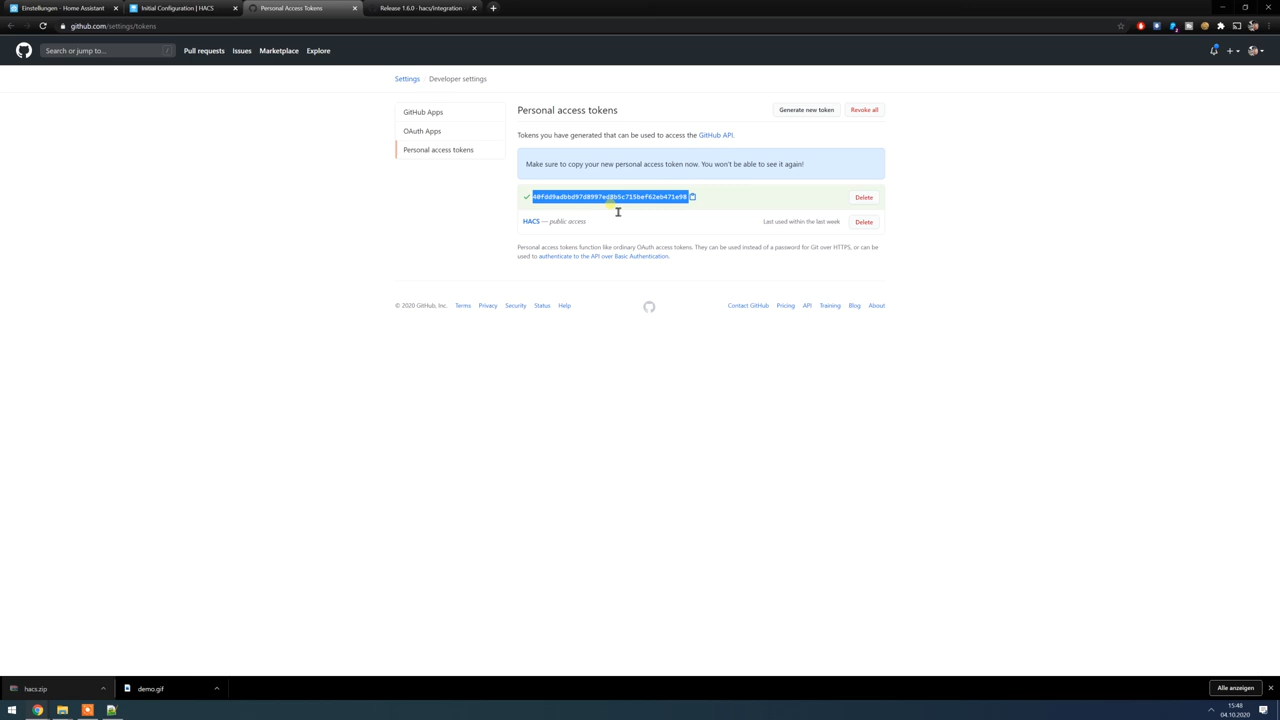 Einstellungen - Home Assistant
Initial Configuration | HACS
Personal Access Tokens
Release 1.6.0 · hacs/integration
github.com/settings/tokens
Search or jump to...
/
Pull requests
Issues
Marketplace
Explore
Settings
Developer settings
GitHub Apps
OAuth Apps
Personal access tokens
Personal access tokens
Generate new token
Revoke all
Tokens you have generated that can be used to access the GitHub API.
Make sure to copy your new personal access token now. You won't be able to see it again!
40fdd9adbbd97d8997ed8b5c715bef62eb471e98
Delete
HACS — public access
Last used within the last week
Delete
Personal access tokens function like ordinary OAuth access tokens. They can be used instead of a password for Git over HTTPS, or can be
used to authenticate to the API over Basic Authentication.
© 2020 GitHub, Inc.
Terms
Privacy
Security
Status
Help
Contact GitHub
Pricing
API
Training
Blog
About
hacs.zip
demo.gif
Alle anzeigen
15:48
04.10.2020